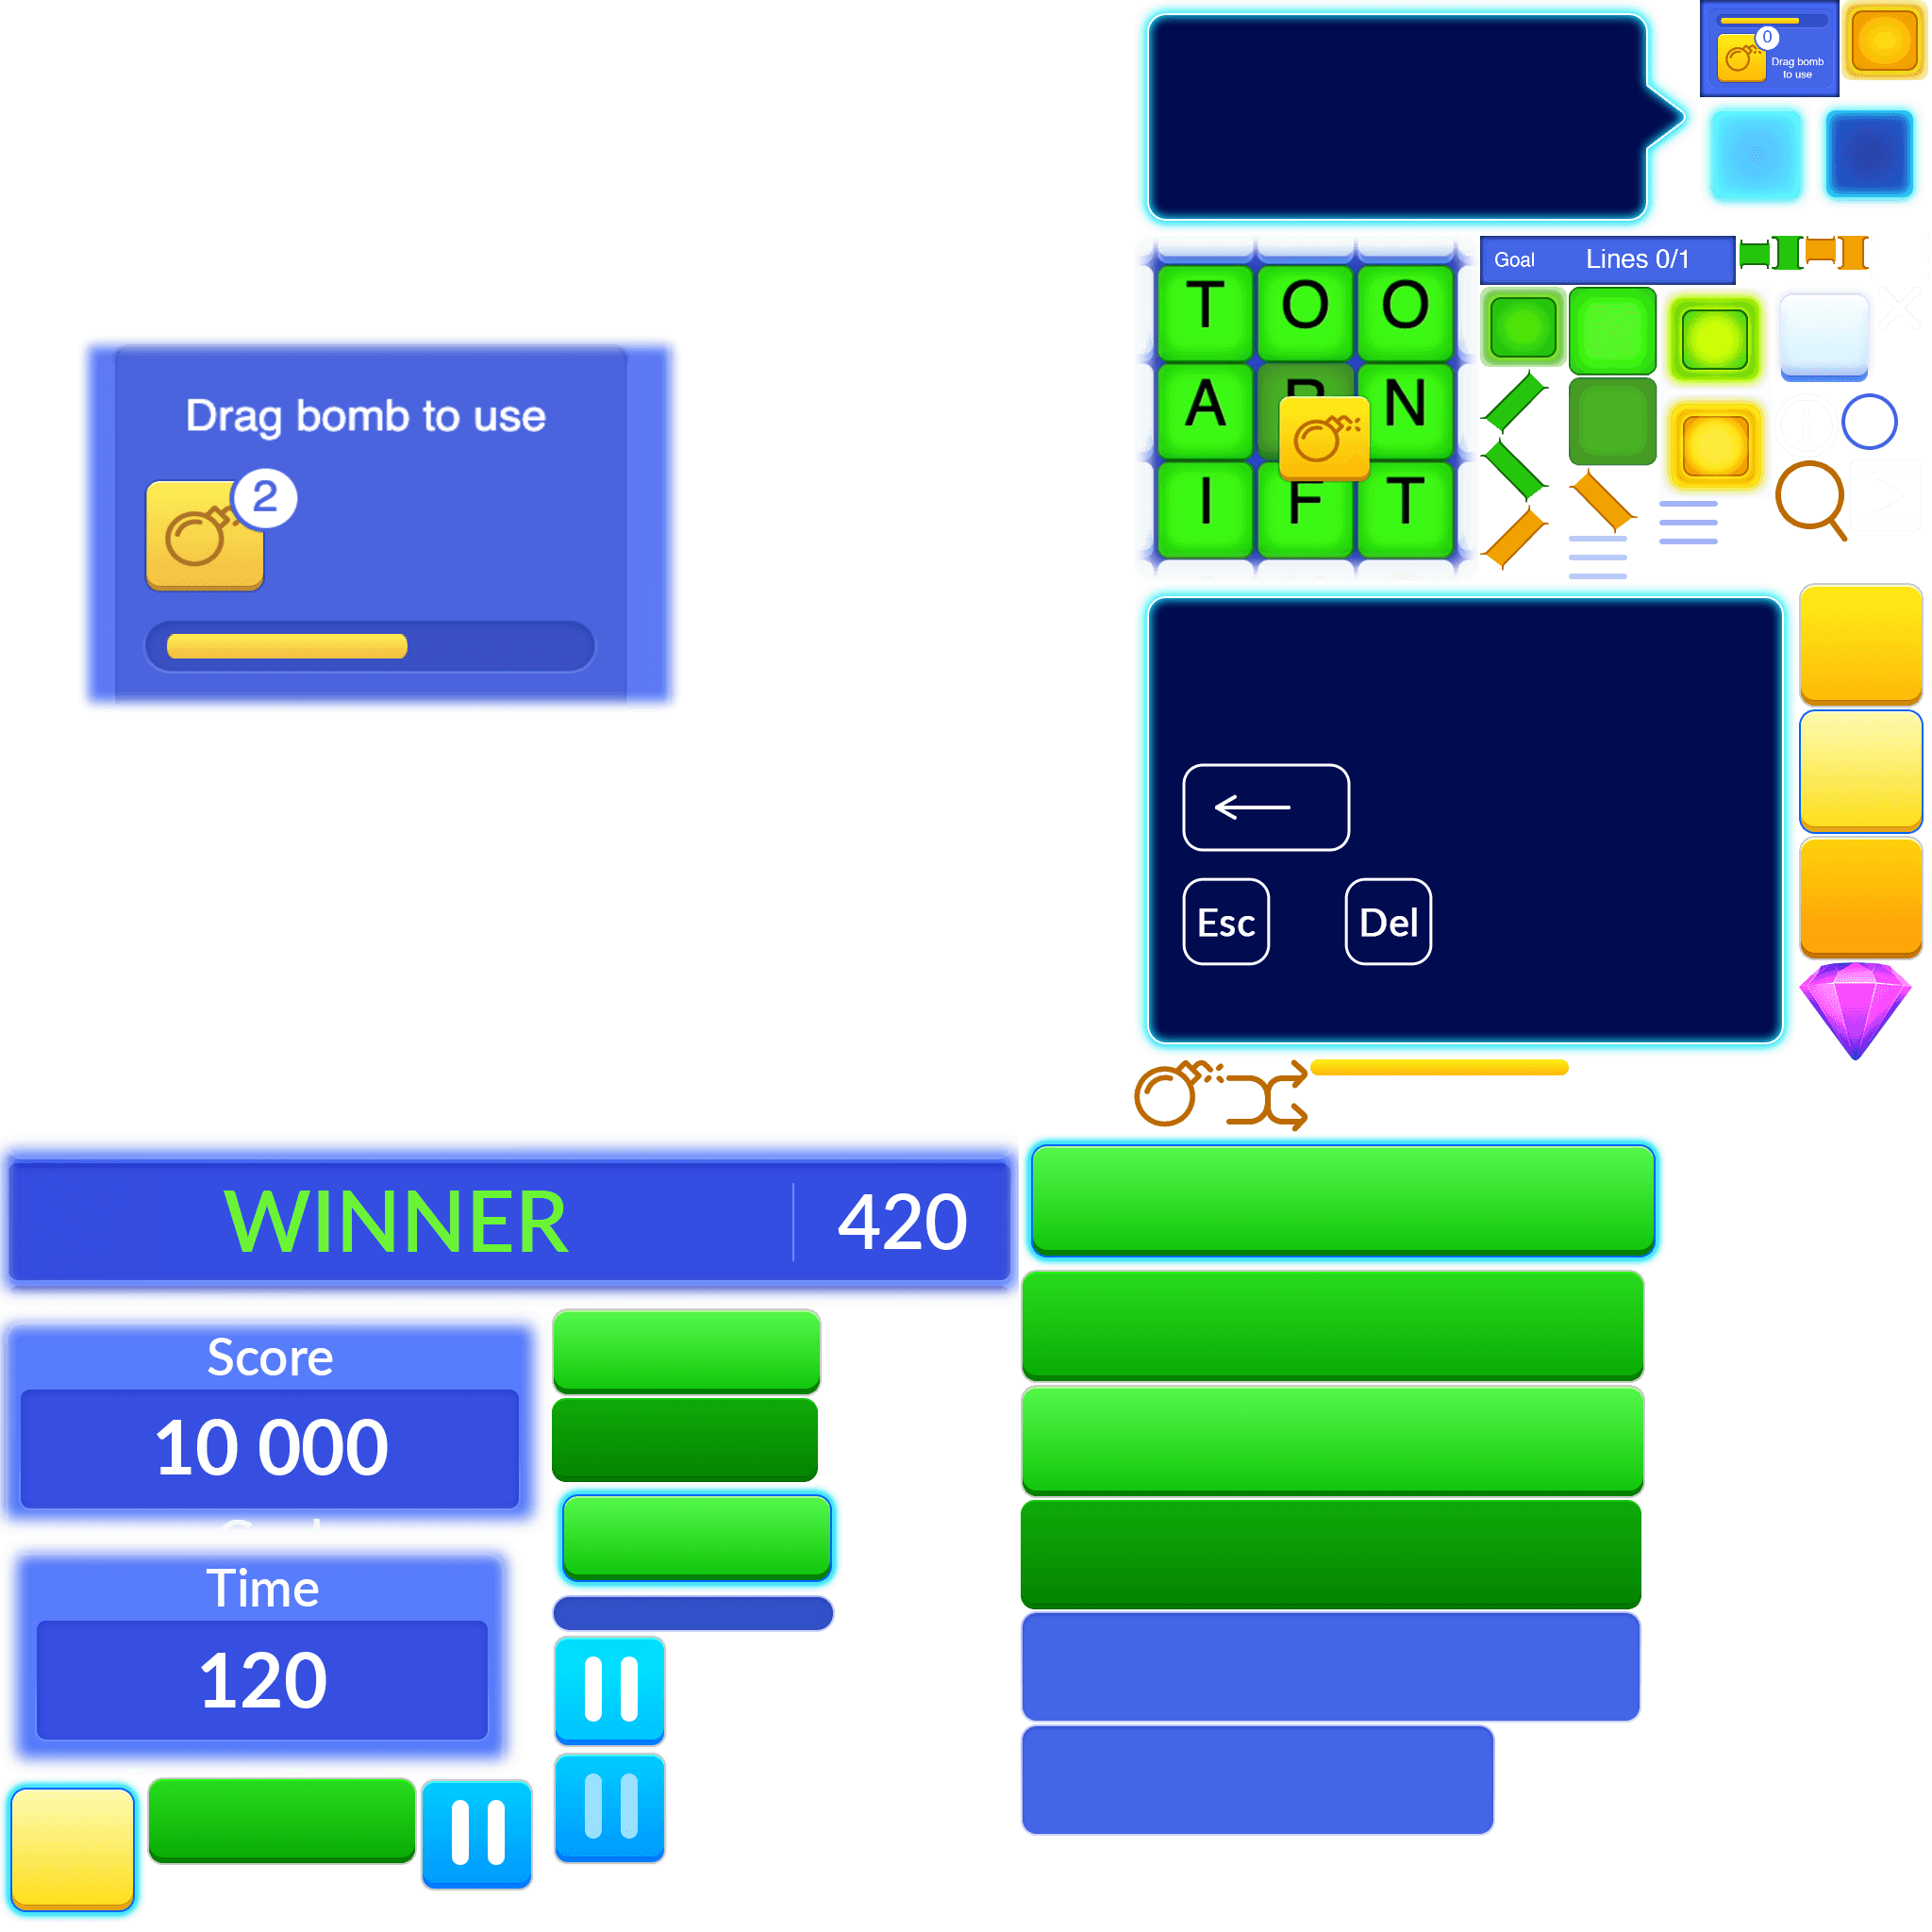 0
Drag bomb
to use
Goal Lines 0/1
T O O
A N
I F T
Drag bomb to use
2
Esc Del
WINNER 420
Score
10 000
Time
120